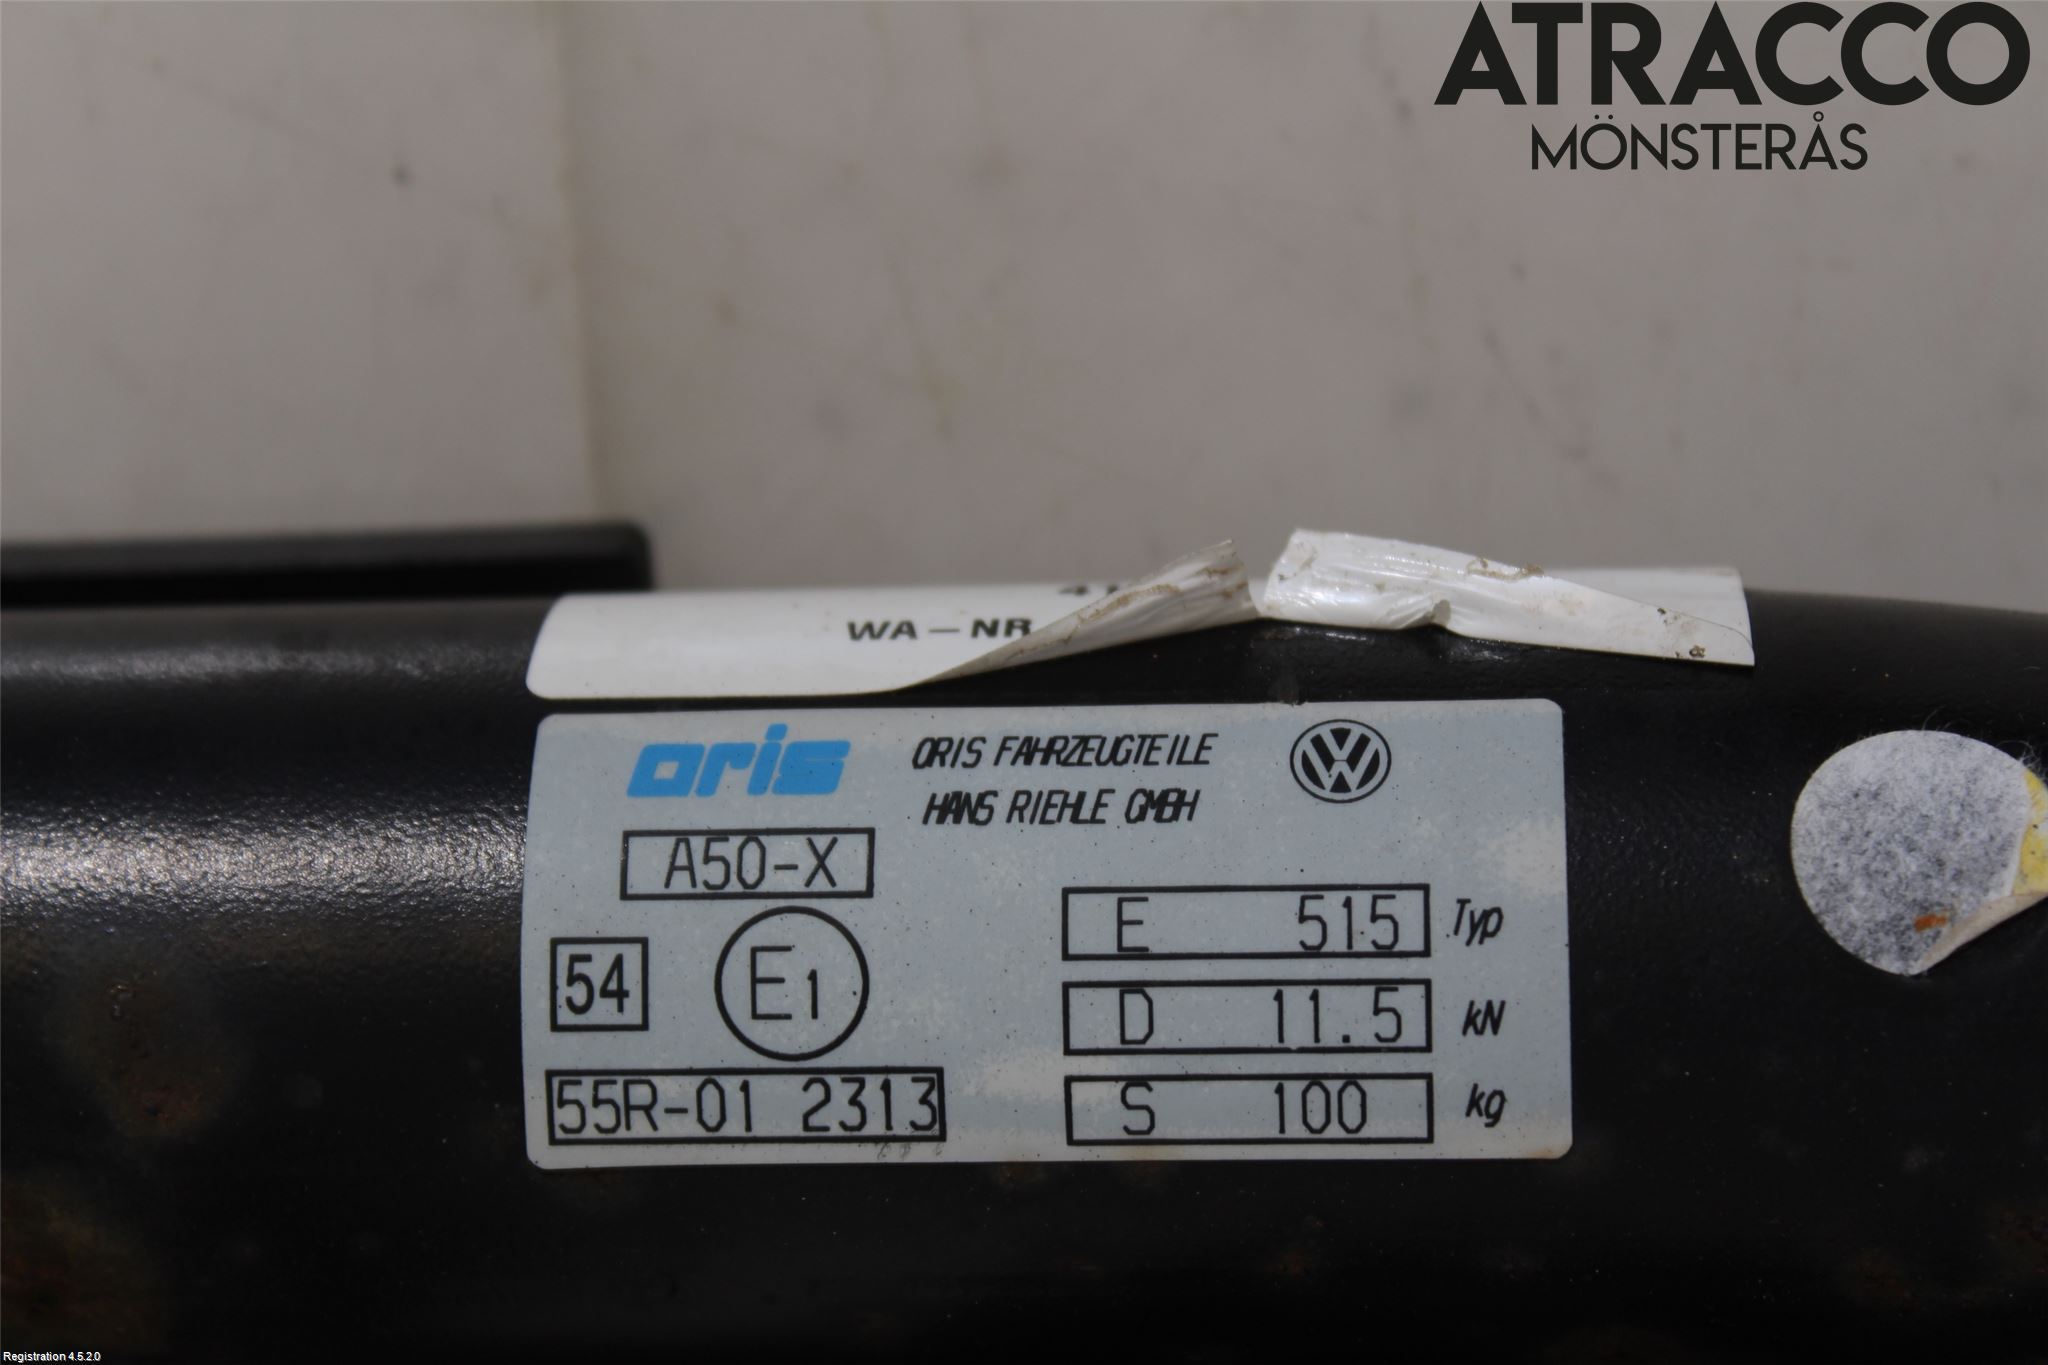 ATRACCO
MÖNSTERÅS
WA-NR
oris
ORIS FAHRZEUGTEILE
HANS RIEHLE GMBH
A50-X
E 515 Typ
54
E1
D 11.5 kN
55R-01 2313
S 100 kg
Registration 4.5.2.0